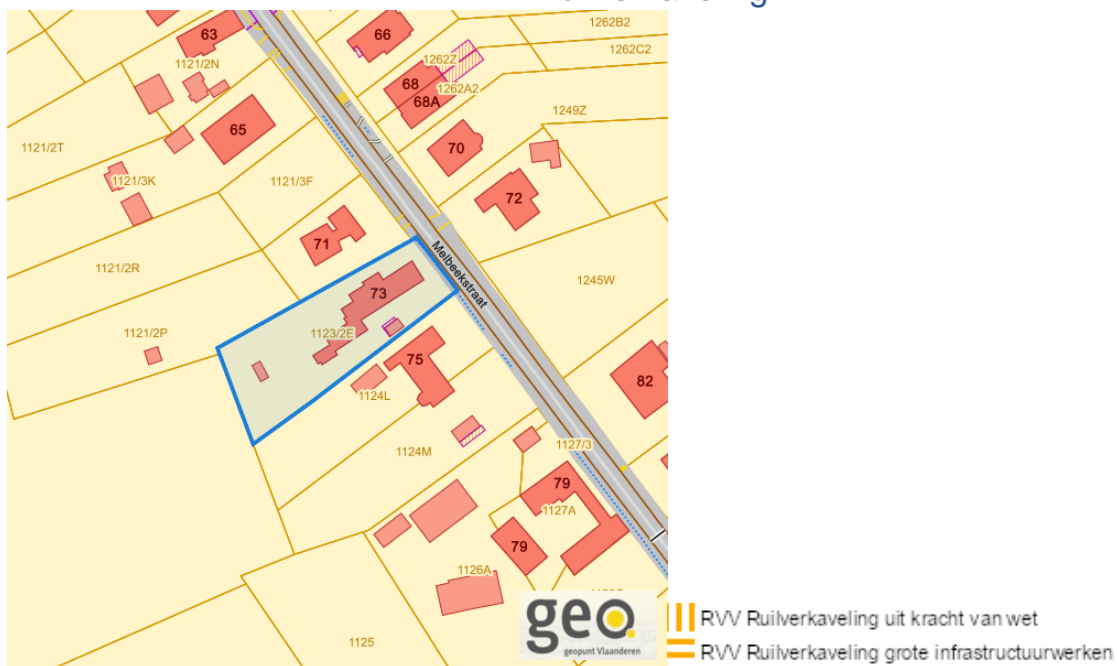 63
66
1262B2
1121/2N
1262Z
1262C2
68
1262A2
68A
1249Z
65
70
1121/2T
1121/3K
1121/3F
72
71
1121/2R
Melbeekstraat
1245W
73
1121/2P
1123/2E
75
82
1124L
1124M
1127/3
79
1127A
79
1126A
1125
geo
geopunt Vlaanderen
RVV Ruilverkaveling uit kracht van wet
RVV Ruilverkaveling grote infrastructuurwerken